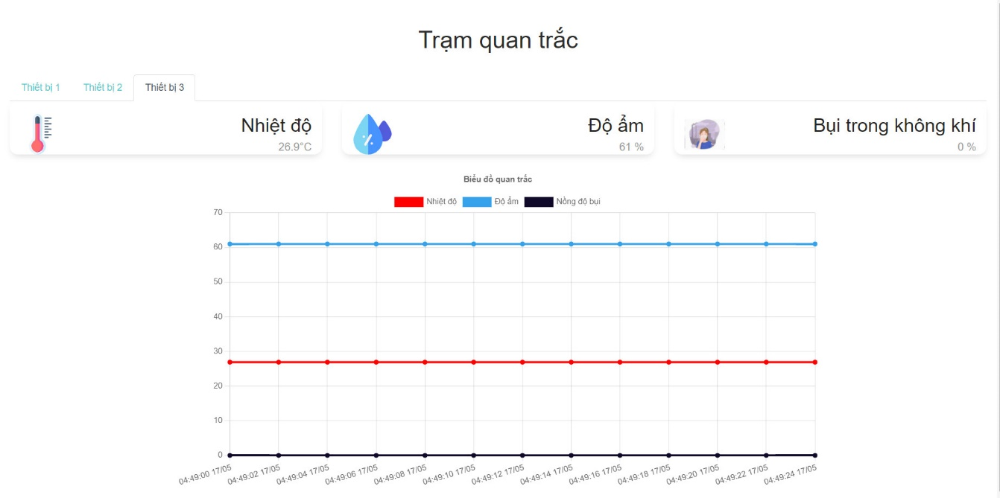 Trạm quan trắc
Thiết bị 1 Thiết bị 2 Thiết bị 3
Nhiệt độ
26.9°C
Độ ẩm
61 %
Bụi trong không khí
0 %
Biểu đồ quan trắc
Nhiệt độ Độ ẩm Nồng độ bụi
70
60
50
40
30
20
10
0
04:49:00 17/05 04:49:02 17/05 04:49:04 17/05 04:49:06 17/05 04:49:08 17/05 04:49:10 17/05 04:49:12 17/05 04:49:14 17/05 04:49:16 17/05 04:49:18 17/05 04:49:20 17/05 04:49:22 17/05 04:49:24 17/05